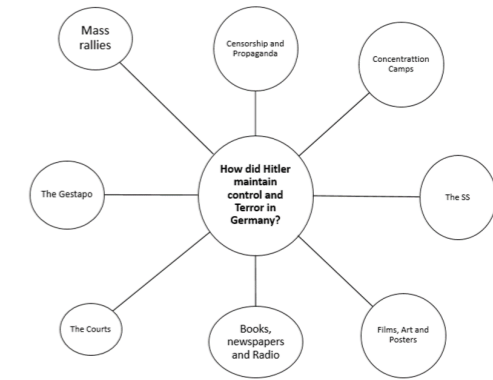 Mass
rallies
Censorship and
Propaganda
Concentrattion
Camps
The Gestapo
How did Hitler
maintain
control and
Terror in
Germany?
The SS
The Courts
Books,
newspapers
and Radio
Films, Art and
Posters